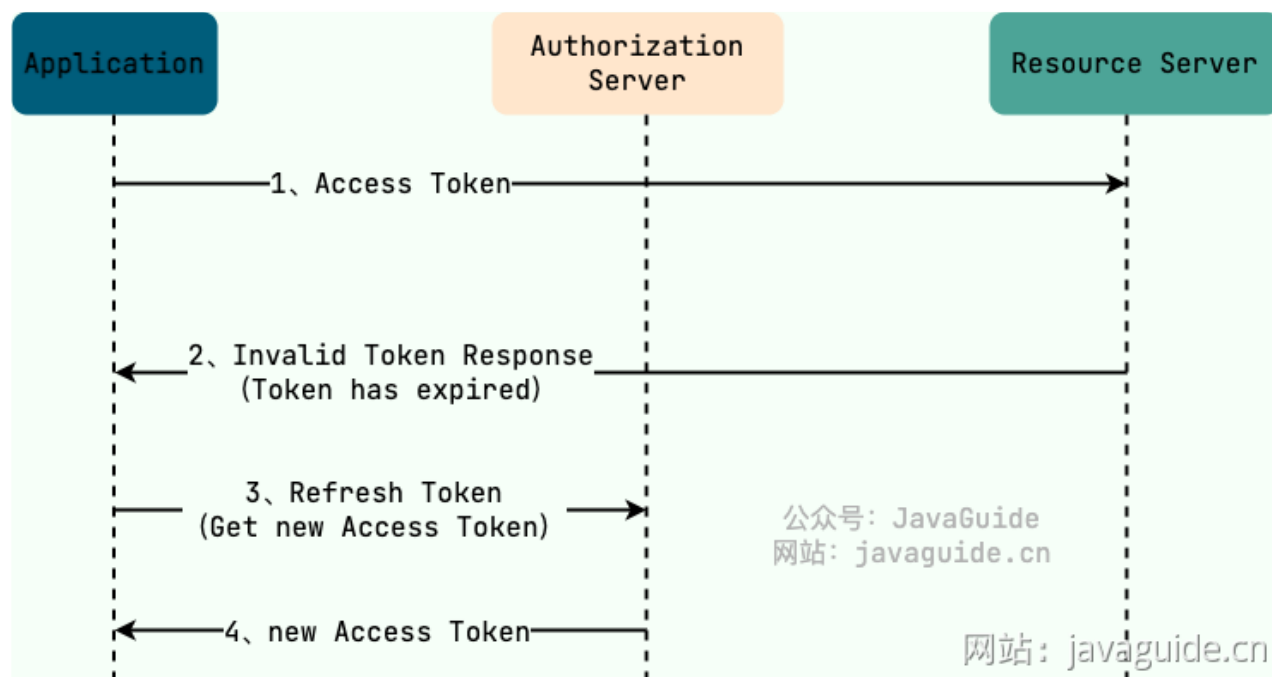 Application
Authorization
Server
Resource Server
1、Access Token
2、Invalid Token Response
(Token has expired)
3、Refresh Token
(Get new Access Token)
公众号：JavaGuide
网站：javaguide.cn
4、new Access Token
网站：javaguide.cn